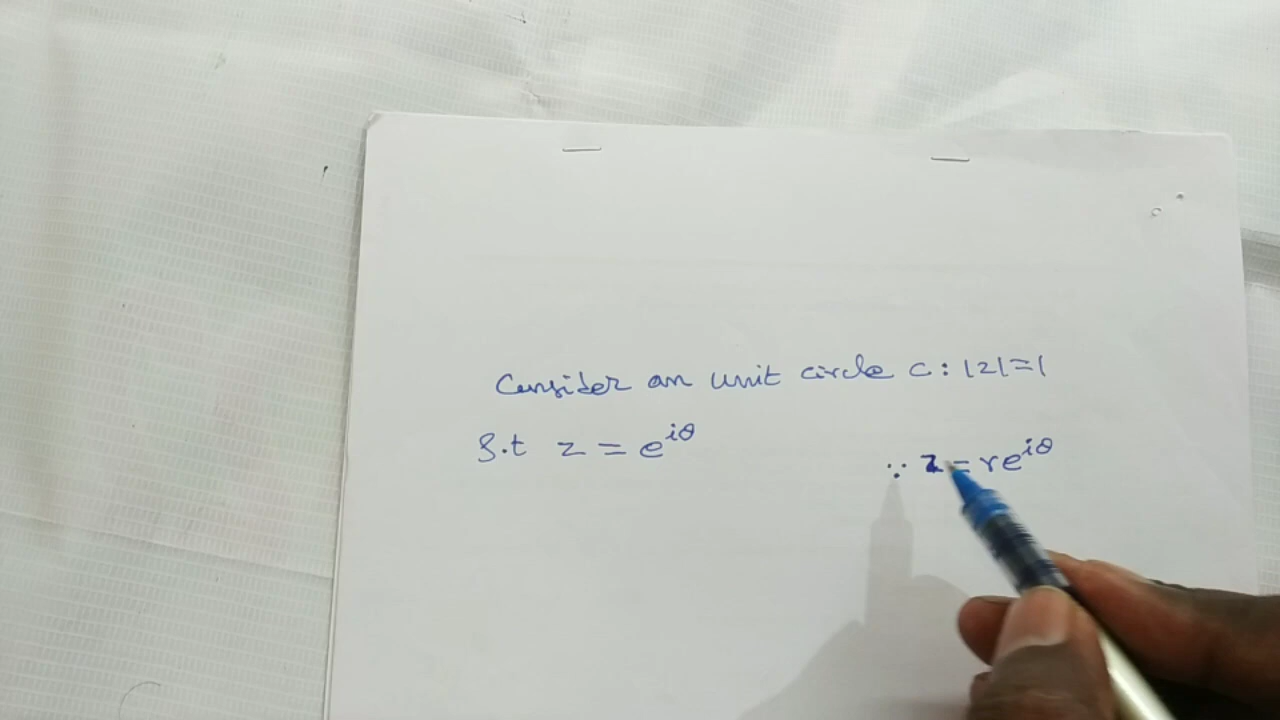 Consider an unit circle c: |z|=1
S.t z = e^{iθ}
∵ z = re^{iθ}